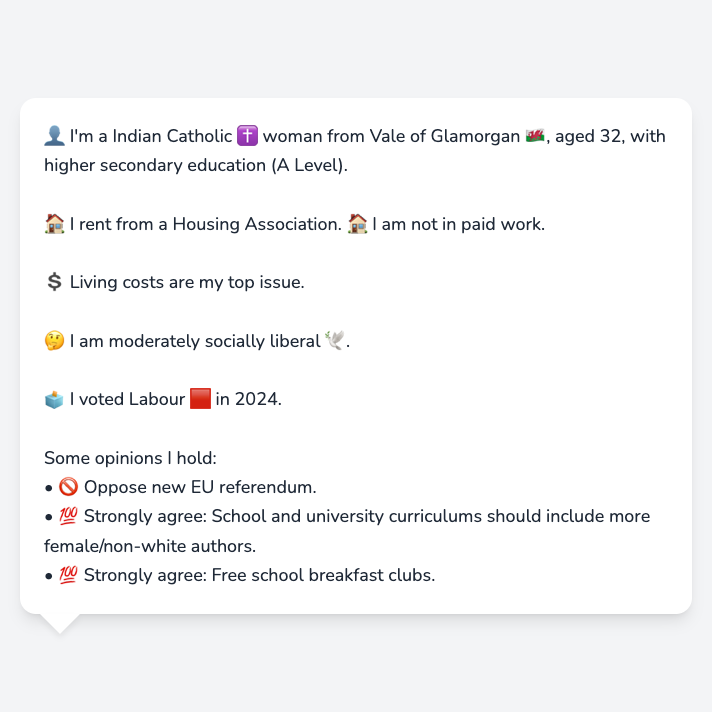 👤 I'm a Indian Catholic ✝️ woman from Vale of Glamorgan 🏴󠁧󠁢󠁷󠁬󠁳󠁿, aged 32, with
higher secondary education (A Level).
🏠 I rent from a Housing Association. 🏠 I am not in paid work.
💲 Living costs are my top issue.
🤔 I am moderately socially liberal 🕊️.
🗳️ I voted Labour 🟥 in 2024.
Some opinions I hold:
• 🚫 Oppose new EU referendum.
• 💯 Strongly agree: School and university curriculums should include more
female/non-white authors.
• 💯 Strongly agree: Free school breakfast clubs.